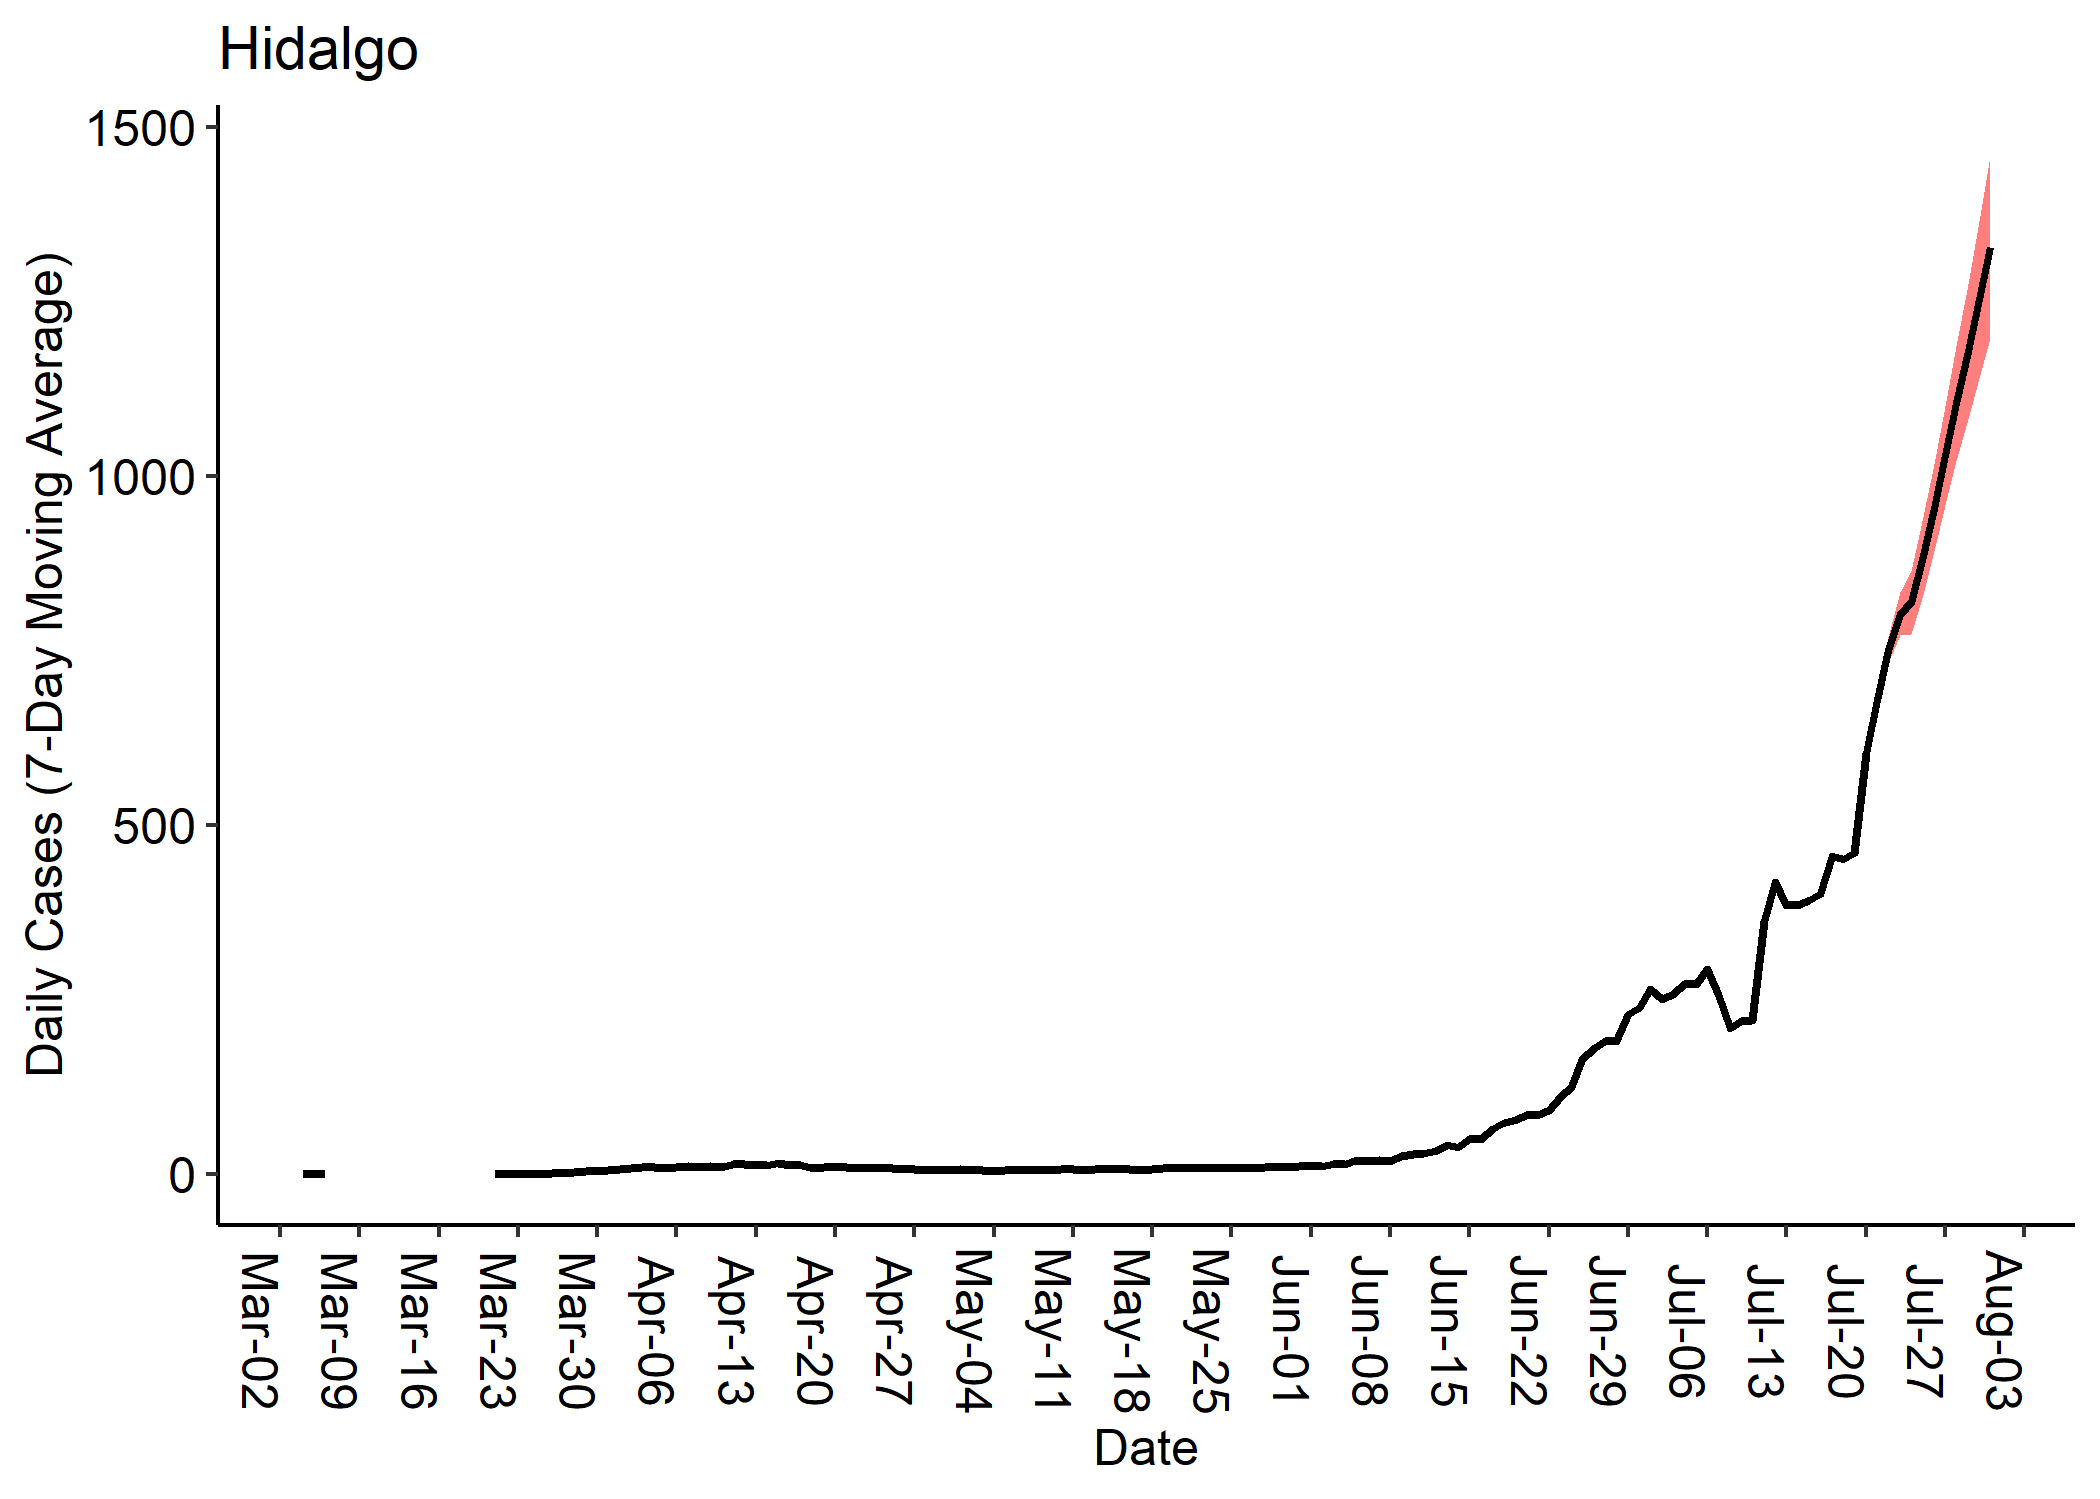 Hidalgo
1500
1000
500
0
Daily Cases (7-Day Moving Average)
Mar-02
Mar-09
Mar-16
Mar-23
Mar-30
Apr-06
Apr-13
Apr-20
Apr-27
May-04
May-11
May-18
May-25
Jun-01
Jun-08
Jun-15
Jun-22
Jun-29
Jul-06
Jul-13
Jul-20
Jul-27
Aug-03
Date